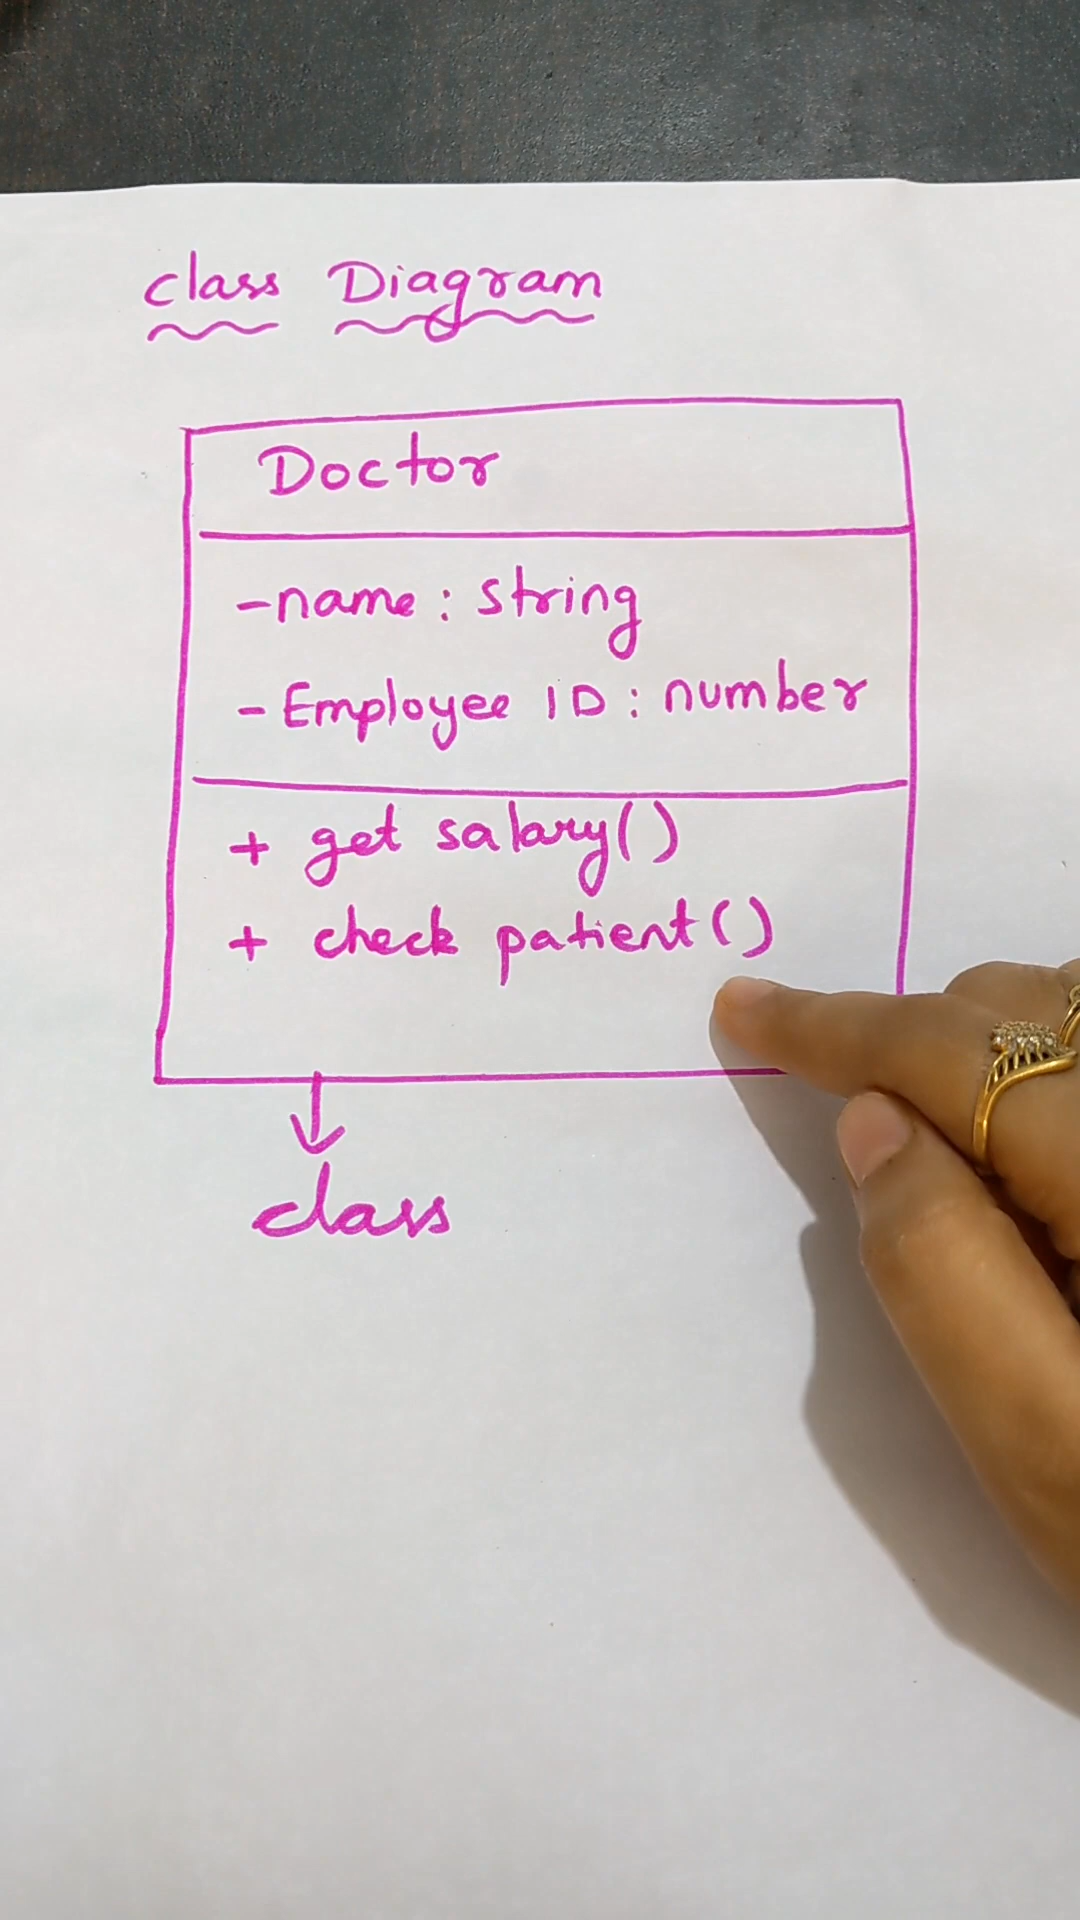 class Diagram
Doctor
-name: string
-Employee ID: number
+ get salary()
+ check patient()
class